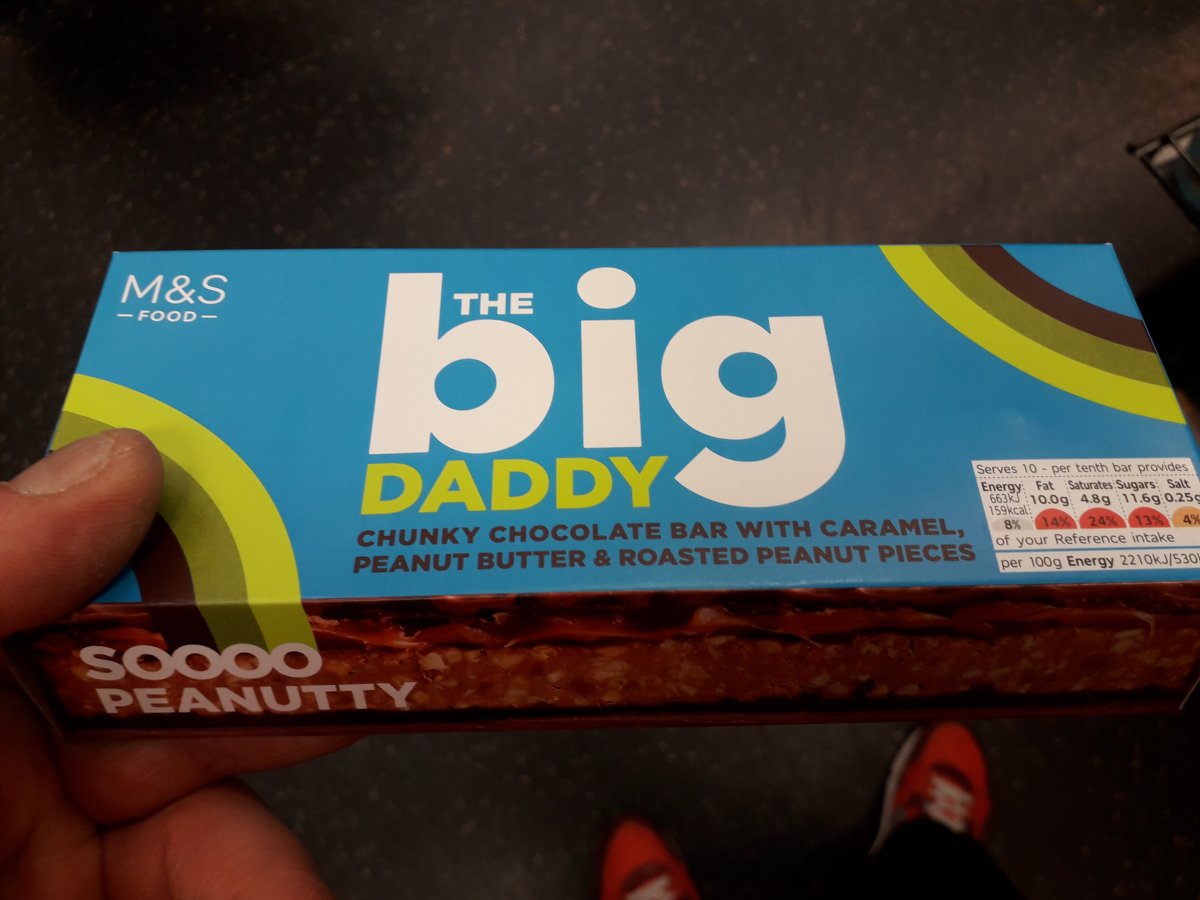 M&S
FOOD
THE
big
DADDY
CHUNKY CHOCOLATE BAR WITH CARAMEL,
PEANUT BUTTER & ROASTED PEANUT PIECES
Serves 10 - per tenth bar provides
Energy Fat Saturates Sugars Salt
663kJ 10.0g 4.8g 11.6g 0.25g
159kcal
8% 14% 24% 13% 4%
of your Reference intake
per 100g Energy 2210kJ/530
SOOOO
PEANUTTY